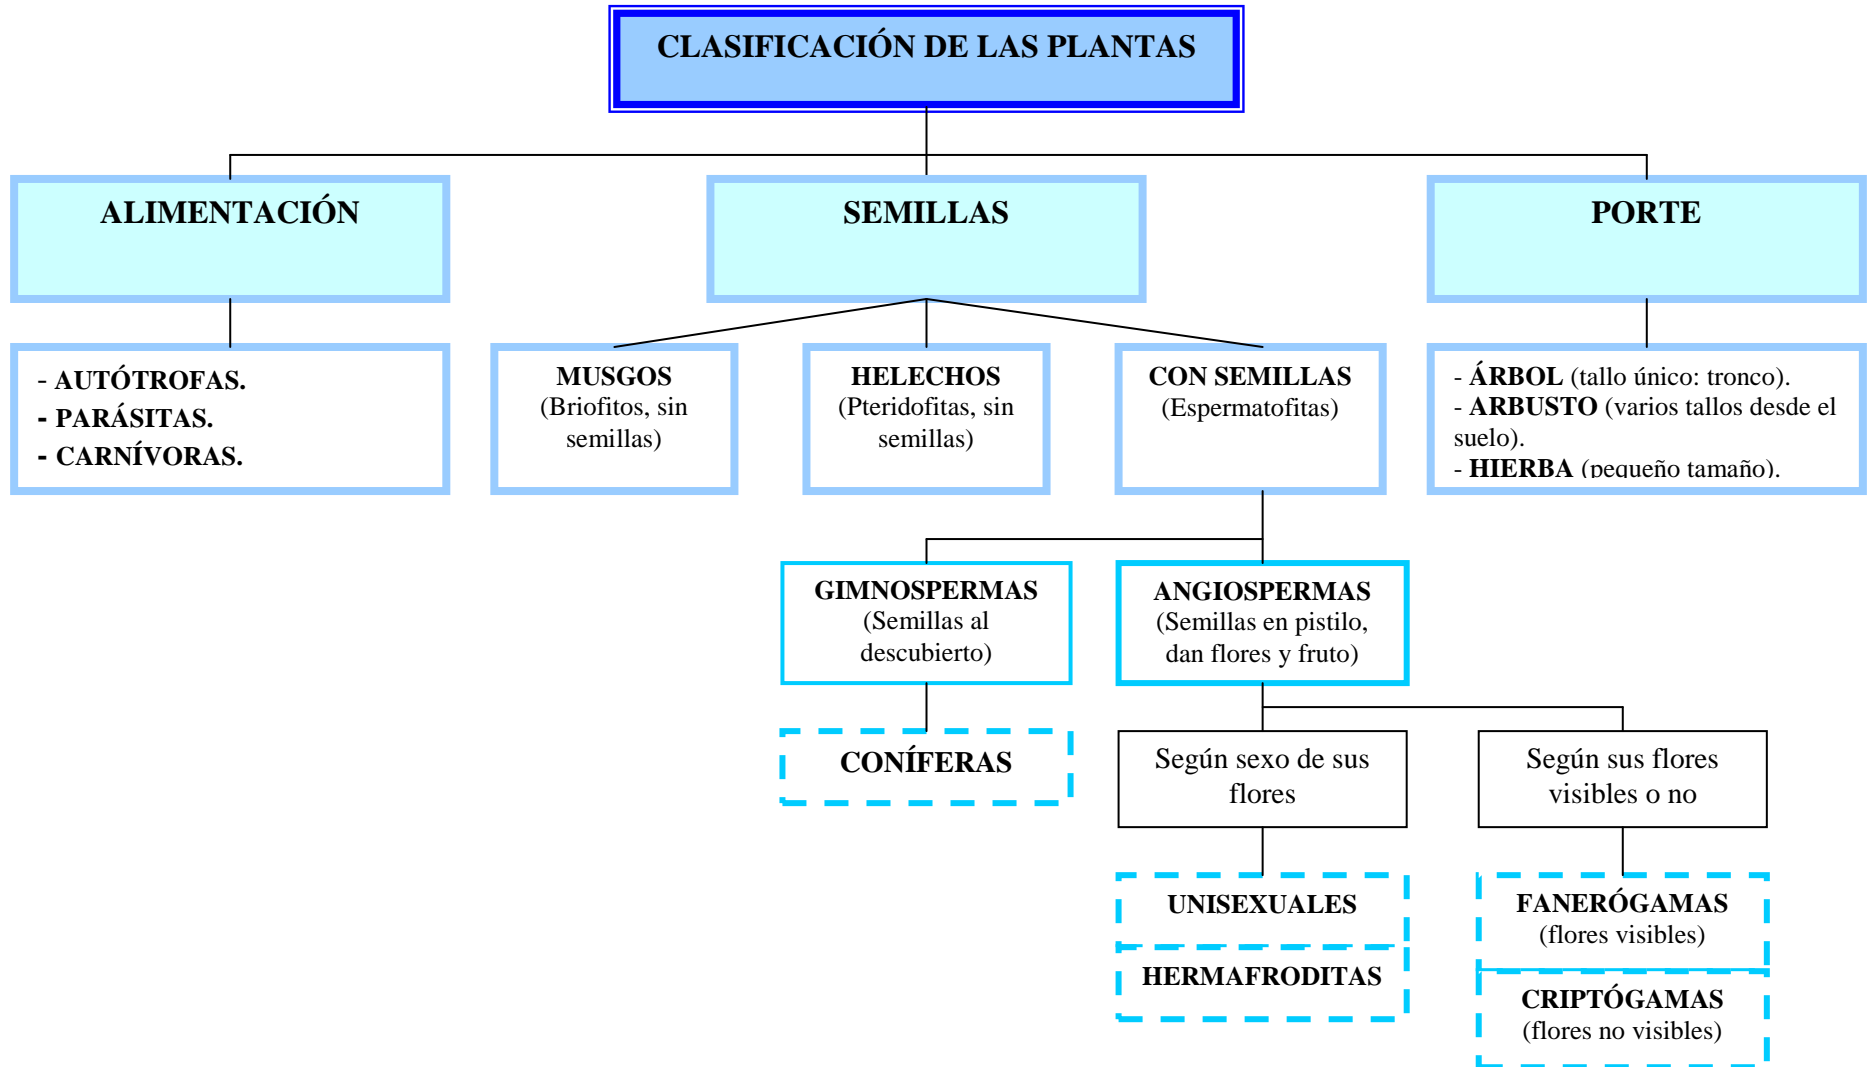 CLASIFICACIÓN DE LAS PLANTAS
ALIMENTACIÓN
SEMILLAS
PORTE
- AUTÓTROFAS.
- PARÁSITAS.
- CARNÍVORAS.
MUSGOS
(Briofitos, sin
semillas)
HELECHOS
(Pteridofitas, sin
semillas)
CON SEMILLAS
(Espermatofitas)
- ÁRBOL (tallo único: tronco).
- ARBUSTO (varios tallos desde el
suelo).
- HIERBA (pequeño tamaño).
GIMNOSPERMAS
(Semillas al
descubierto)
ANGIOSPERMAS
(Semillas en pistilo,
dan flores y fruto)
CONÍFERAS
Según sexo de sus
flores
Según sus flores
visibles o no
UNISEXUALES
HERMAFRODITAS
FANERÓGAMAS
(flores visibles)
CRIPTÓGAMAS
(flores no visibles)